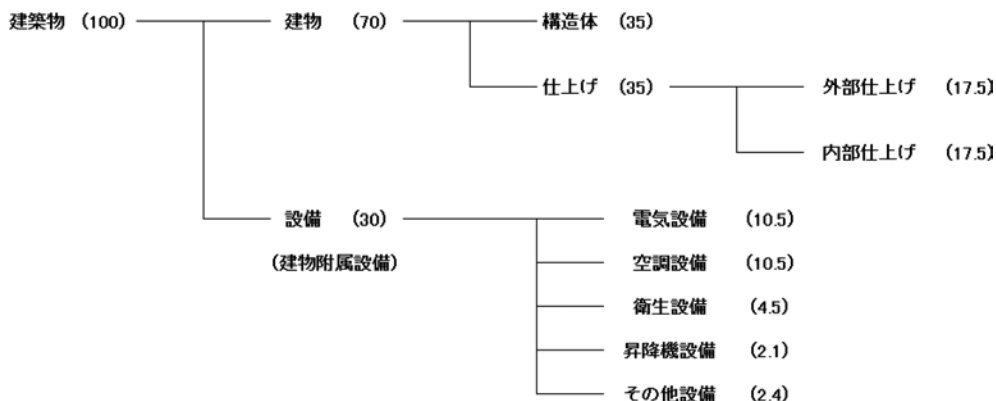 建築物 (100) 建物 (70) 構造体 (35)
仕上げ (35) 外部仕上げ (17.5)
内部仕上げ (17.5)
設備 (30) 電気設備 (10.5)
(建物附属設備) 空調設備 (10.5)
衛生設備 (4.5)
昇降機設備 (2.1)
その他設備 (2.4)